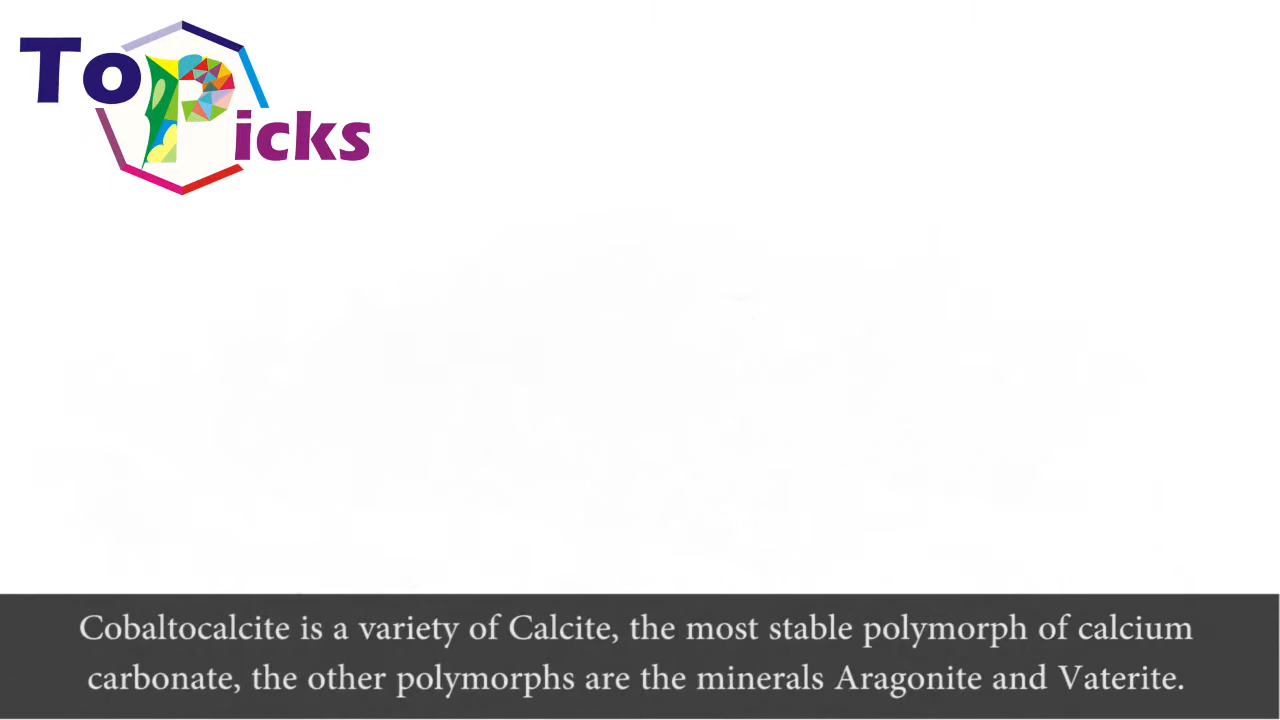 ToPicks
Cobaltocalcite is a variety of Calcite, the most stable polymorph of calcium
carbonate, the other polymorphs are the minerals Aragonite and Vaterite.